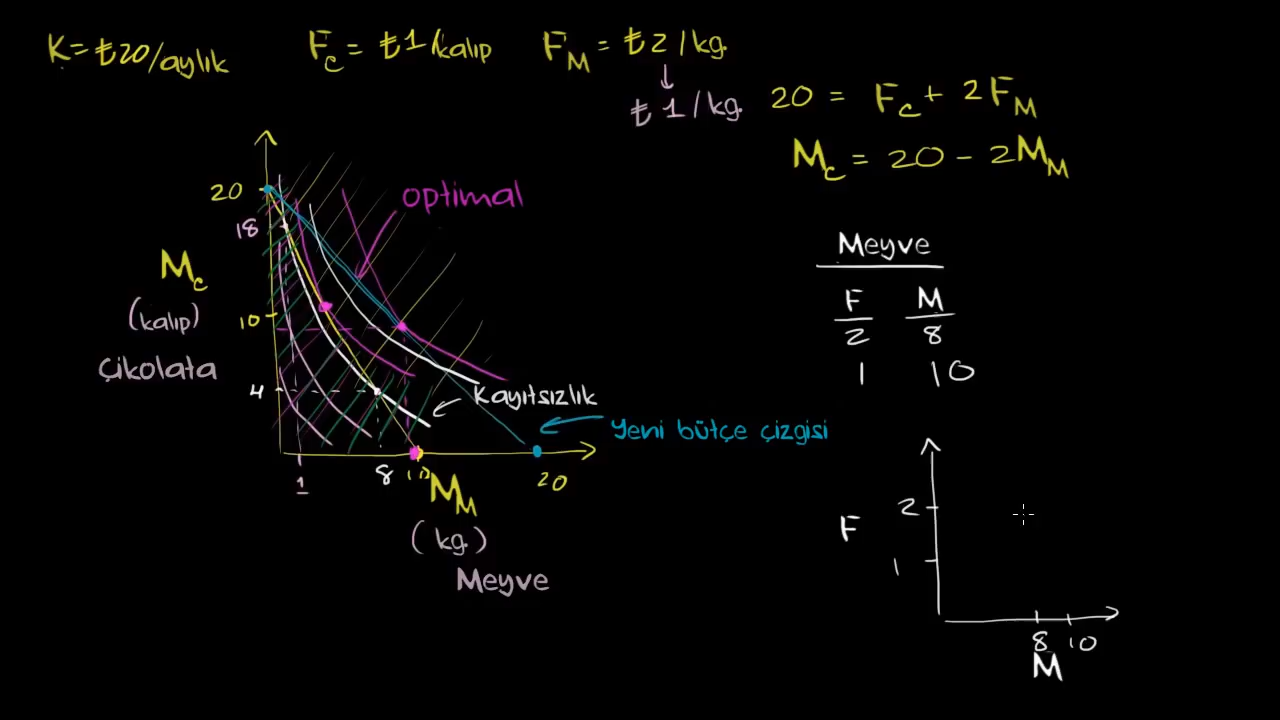 K = ₺20/aylık
F_C = ₺1/kalıp
F_M = ₺2/kg.
₺1/kg.
20 = F_C + 2F_M
M_C = 20 - 2M_M
20
18
10
4
M_C
(kalıp)
Çikolata
optimal
Kayıtsızlık
Yeni bütçe çizgisi
1
8
10
20
M_M
(kg.)
Meyve
Meyve
F M
2 8
1 10
F
2
1
8
10
M